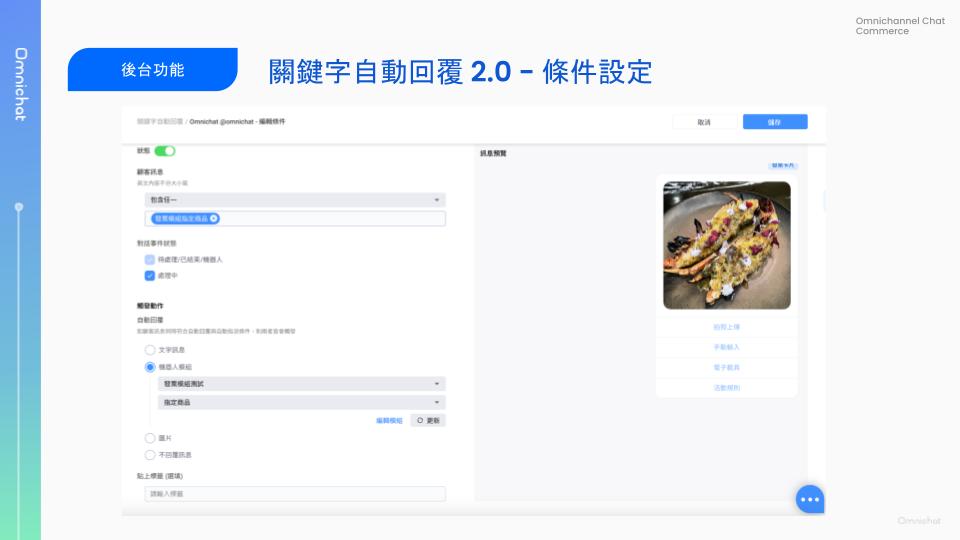 Omnichannel Chat
Commerce
Omnichat
後台功能
關鍵字自動回覆 2.0 - 條件設定
關鍵字自動回覆 / Omnichat @omnichat - 編輯條件
取消
儲存
狀態
訊息預覽
發票卡片
顧客訊息
英文內容不分大小寫
包含任一
發票模組指定商品
對話事件狀態
待處理/已結束/機器人
處理中
觸發動作
自動回覆
如顧客訊息同時符合自動回覆與自動指派條件，則兩者皆會觸發
文字訊息
機器人模組
發票模組測試
指定商品
編輯模組
更新
圖片
不回覆訊息
貼上標籤 (選填)
請輸入標籤
拍照上傳
手動輸入
電子載具
活動規則
Omnichat